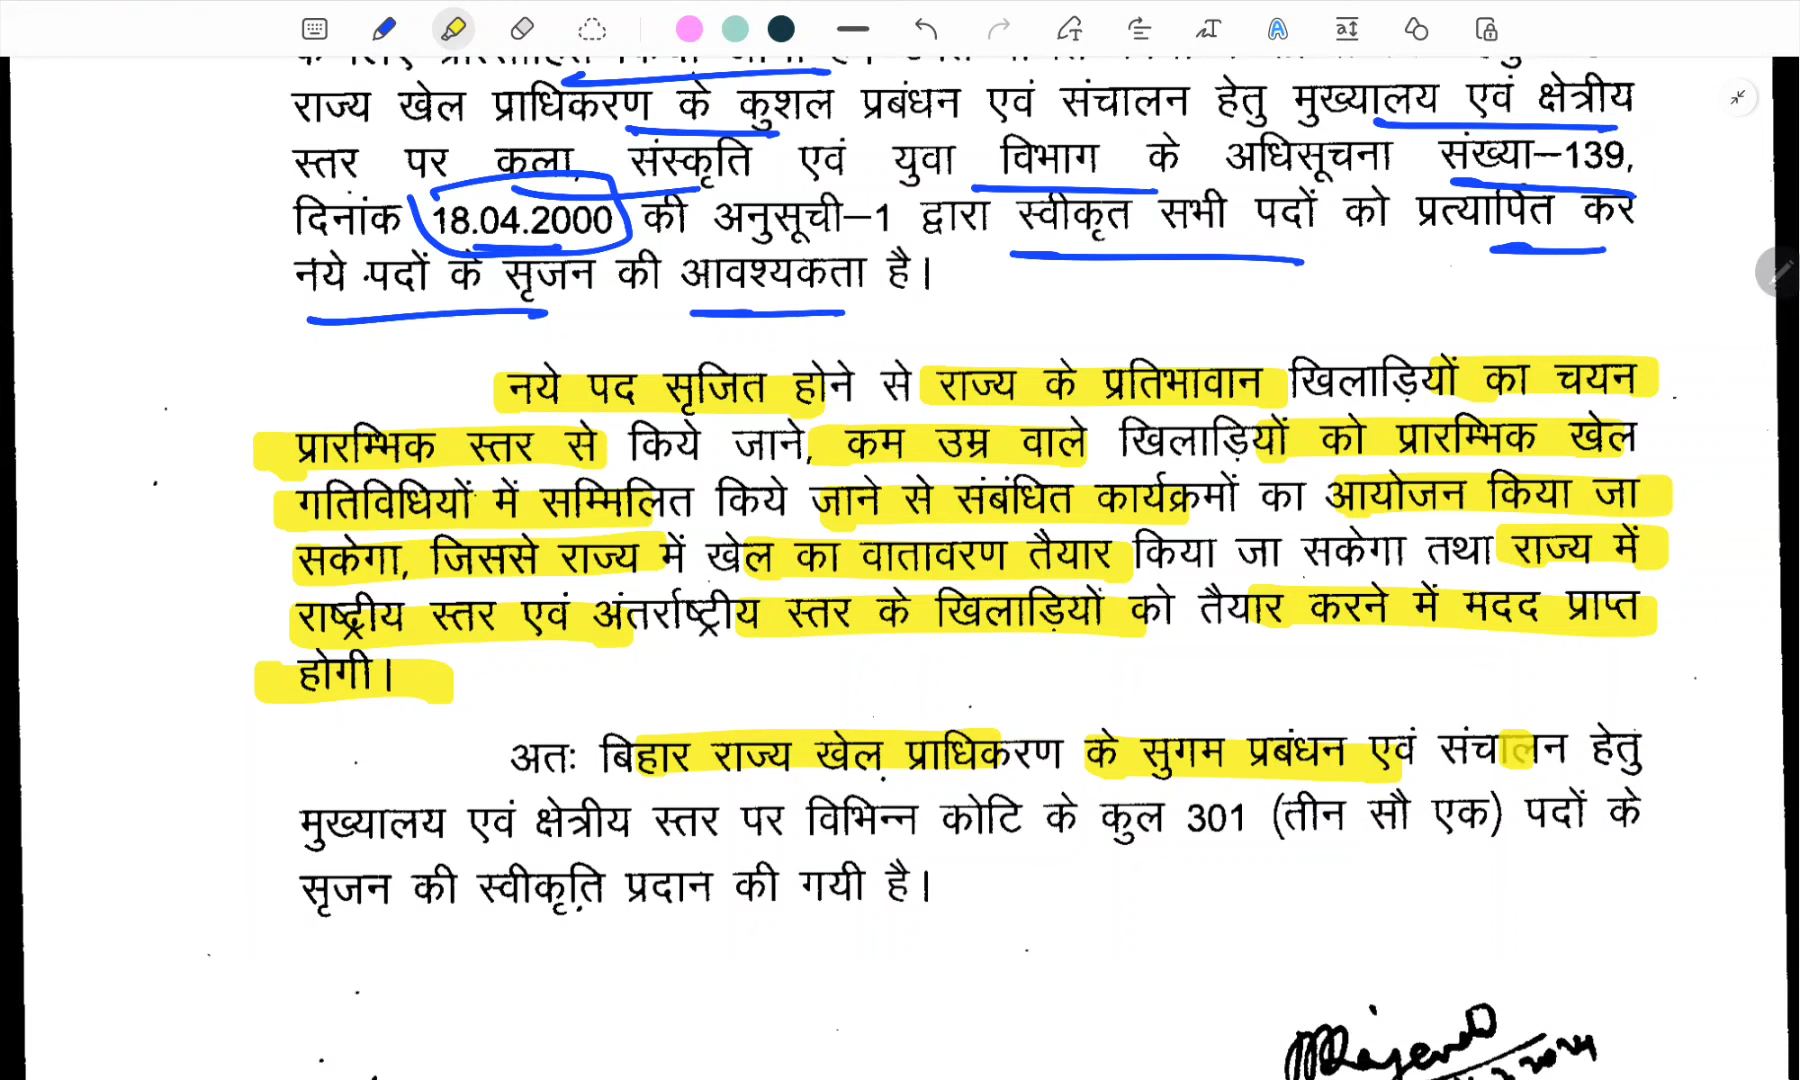 राज्य खेल प्राधिकरण के कुशल प्रबंधन एवं संचालन हेतु मुख्यालय एवं क्षेत्रीय
स्तर पर कला, संस्कृति एवं युवा विभाग के अधिसूचना संख्या–139,
दिनांक 18.04.2000 की अनुसूची–1 द्वारा स्वीकृत सभी पदों को प्रत्यार्पित कर
नये पदों के सृजन की आवश्यकता है।
नये पद सृजित होने से राज्य के प्रतिभावान खिलाड़ियों का चयन
प्रारम्भिक स्तर से किये जाने, कम उम्र वाले खिलाड़ियों को प्रारम्भिक खेल
गतिविधियों में सम्मिलित किये जाने से संबंधित कार्यक्रमों का आयोजन किया जा
सकेगा, जिससे राज्य में खेल का वातावरण तैयार किया जा सकेगा तथा राज्य में
राष्ट्रीय स्तर एवं अंतर्राष्ट्रीय स्तर के खिलाड़ियों को तैयार करने में मदद प्राप्त
होगी।
अतः बिहार राज्य खेल प्राधिकरण के सुगम प्रबंधन एवं संचालन हेतु
मुख्यालय एवं क्षेत्रीय स्तर पर विभिन्न कोटि के कुल 301 (तीन सौ एक) पदों के
सृजन की स्वीकृति प्रदान की गयी है।